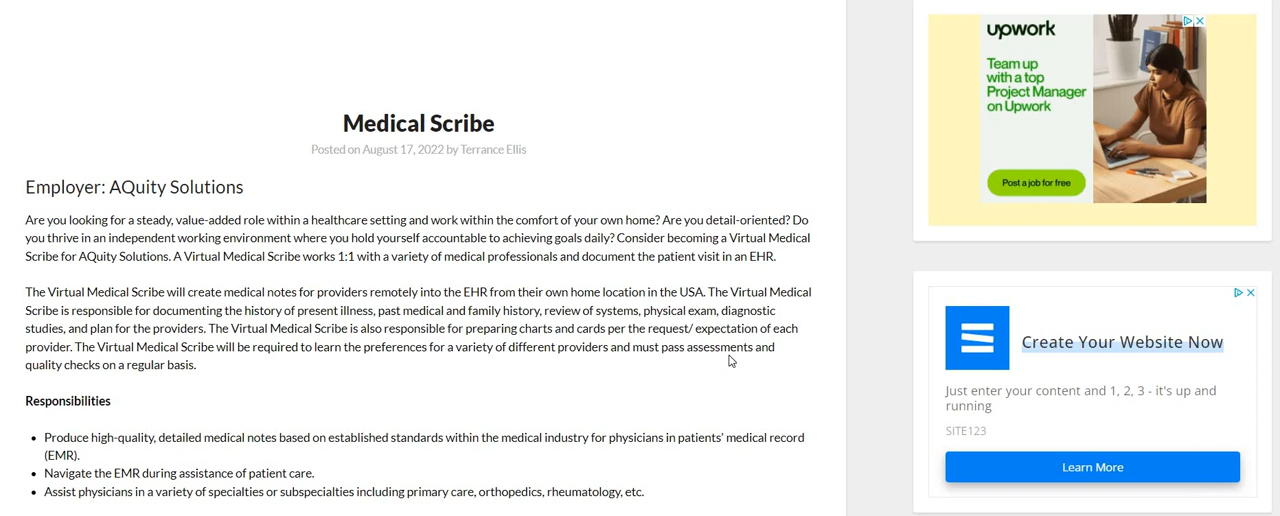 Medical Scribe
Posted on August 17, 2022 by Terrance Ellis
Employer: AQuity Solutions
Are you looking for a steady, value-added role within a healthcare setting and work within the comfort of your own home? Are you detail-oriented? Do
you thrive in an independent working environment where you hold yourself accountable to achieving goals daily? Consider becoming a Virtual Medical
Scribe for AQuity Solutions. A Virtual Medical Scribe works 1:1 with a variety of medical professionals and document the patient visit in an EHR.
The Virtual Medical Scribe will create medical notes for providers remotely into the EHR from their own home location in the USA. The Virtual Medical
Scribe is responsible for documenting the history of present illness, past medical and family history, review of systems, physical exam, diagnostic
studies, and plan for the providers. The Virtual Medical Scribe is also responsible for preparing charts and cards per the request/ expectation of each
provider. The Virtual Medical Scribe will be required to learn the preferences for a variety of different providers and must pass assessments and
quality checks on a regular basis.
Responsibilities
• Produce high-quality, detailed medical notes based on established standards within the medical industry for physicians in patients' medical record
(EMR).
• Navigate the EMR during assistance of patient care.
• Assist physicians in a variety of specialties or subspecialties including primary care, orthopedics, rheumatology, etc.
upwork
Team up
with a top
Project Manager
on Upwork
Post a job for free
Create Your Website Now
Just enter your content and 1, 2, 3 - it's up and
running
SITE123
Learn More